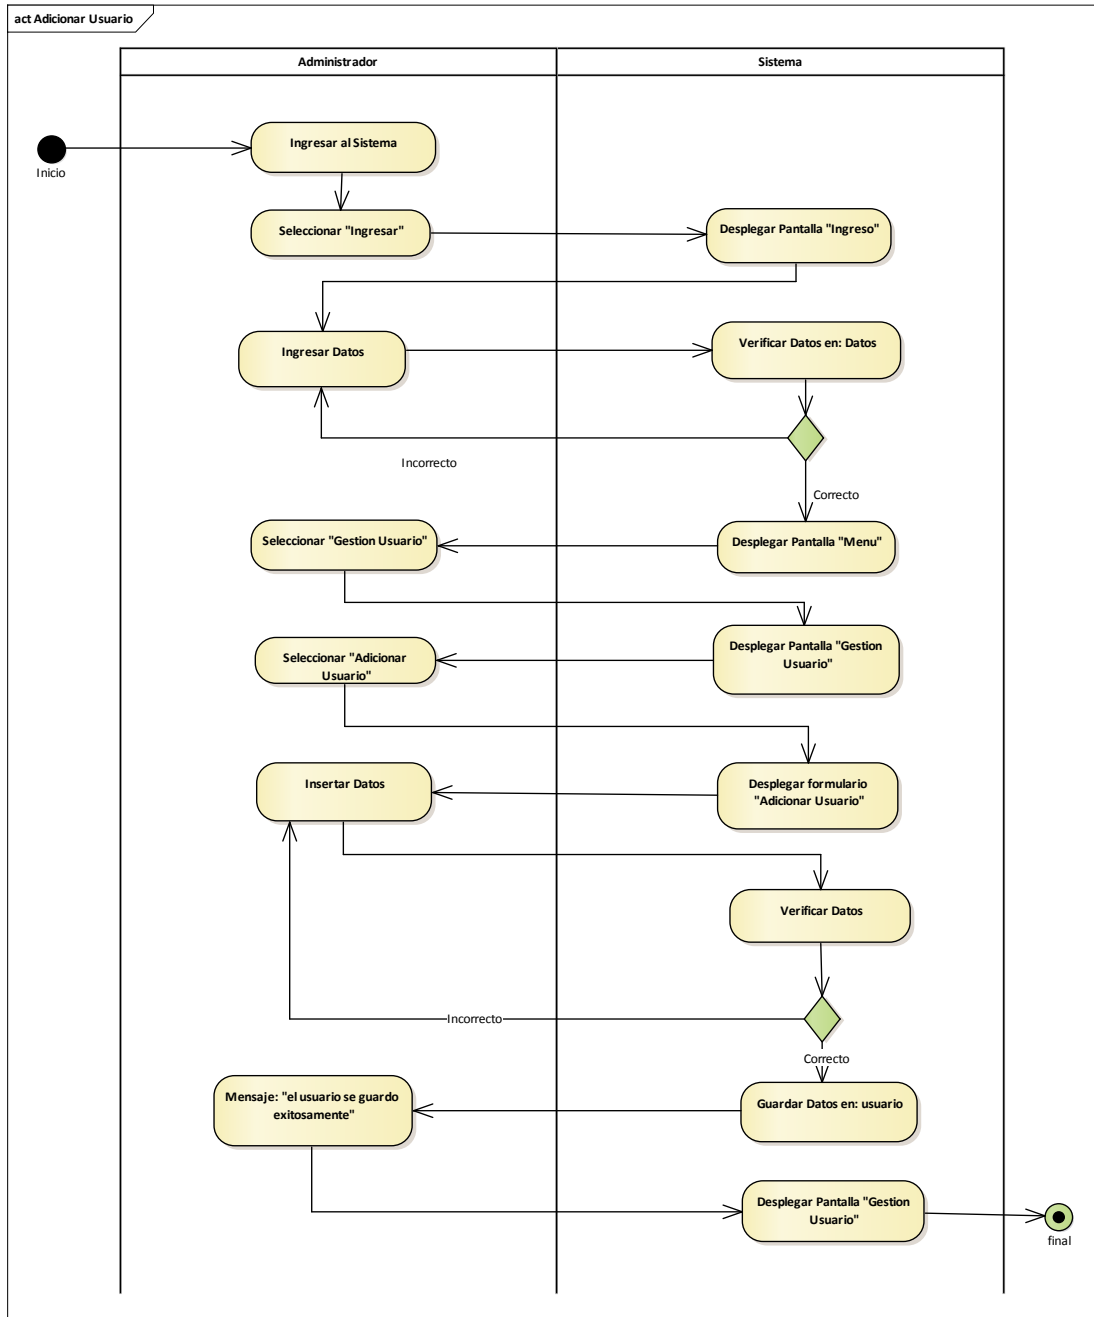 act Adicionar Usuario
Administrador
Sistema
Inicio
Ingresar al Sistema
Seleccionar "Ingresar"
Desplegar Pantalla "Ingreso"
Ingresar Datos
Verificar Datos en: Datos
Incorrecto
Correcto
Seleccionar "Gestion Usuario"
Desplegar Pantalla "Menu"
Seleccionar "Adicionar
Usuario"
Desplegar Pantalla "Gestion
Usuario"
Insertar Datos
Desplegar formulario
"Adicionar Usuario"
Verificar Datos
Incorrecto
Correcto
Mensaje: "el usuario se guardo
exitosamente"
Guardar Datos en: usuario
Desplegar Pantalla "Gestion
Usuario"
final